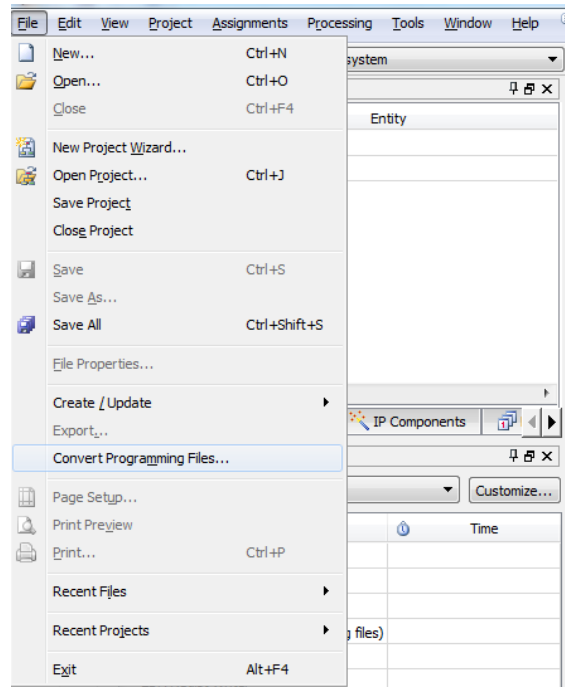 File Edit View Project Assignments Processing Tools Window Help
New... Ctrl+N
system
Open... Ctrl+O
Close Ctrl+F4
Entity
New Project Wizard...
Open Project... Ctrl+J
Save Project
Close Project
Save Ctrl+S
Save As...
Save All Ctrl+Shift+S
File Properties...
Create / Update
IP Components
Export...
Convert Programming Files...
Page Setup...
Customize...
Print Preview
Time
Print... Ctrl+P
Recent Files
Recent Projects
files)
Exit Alt+F4